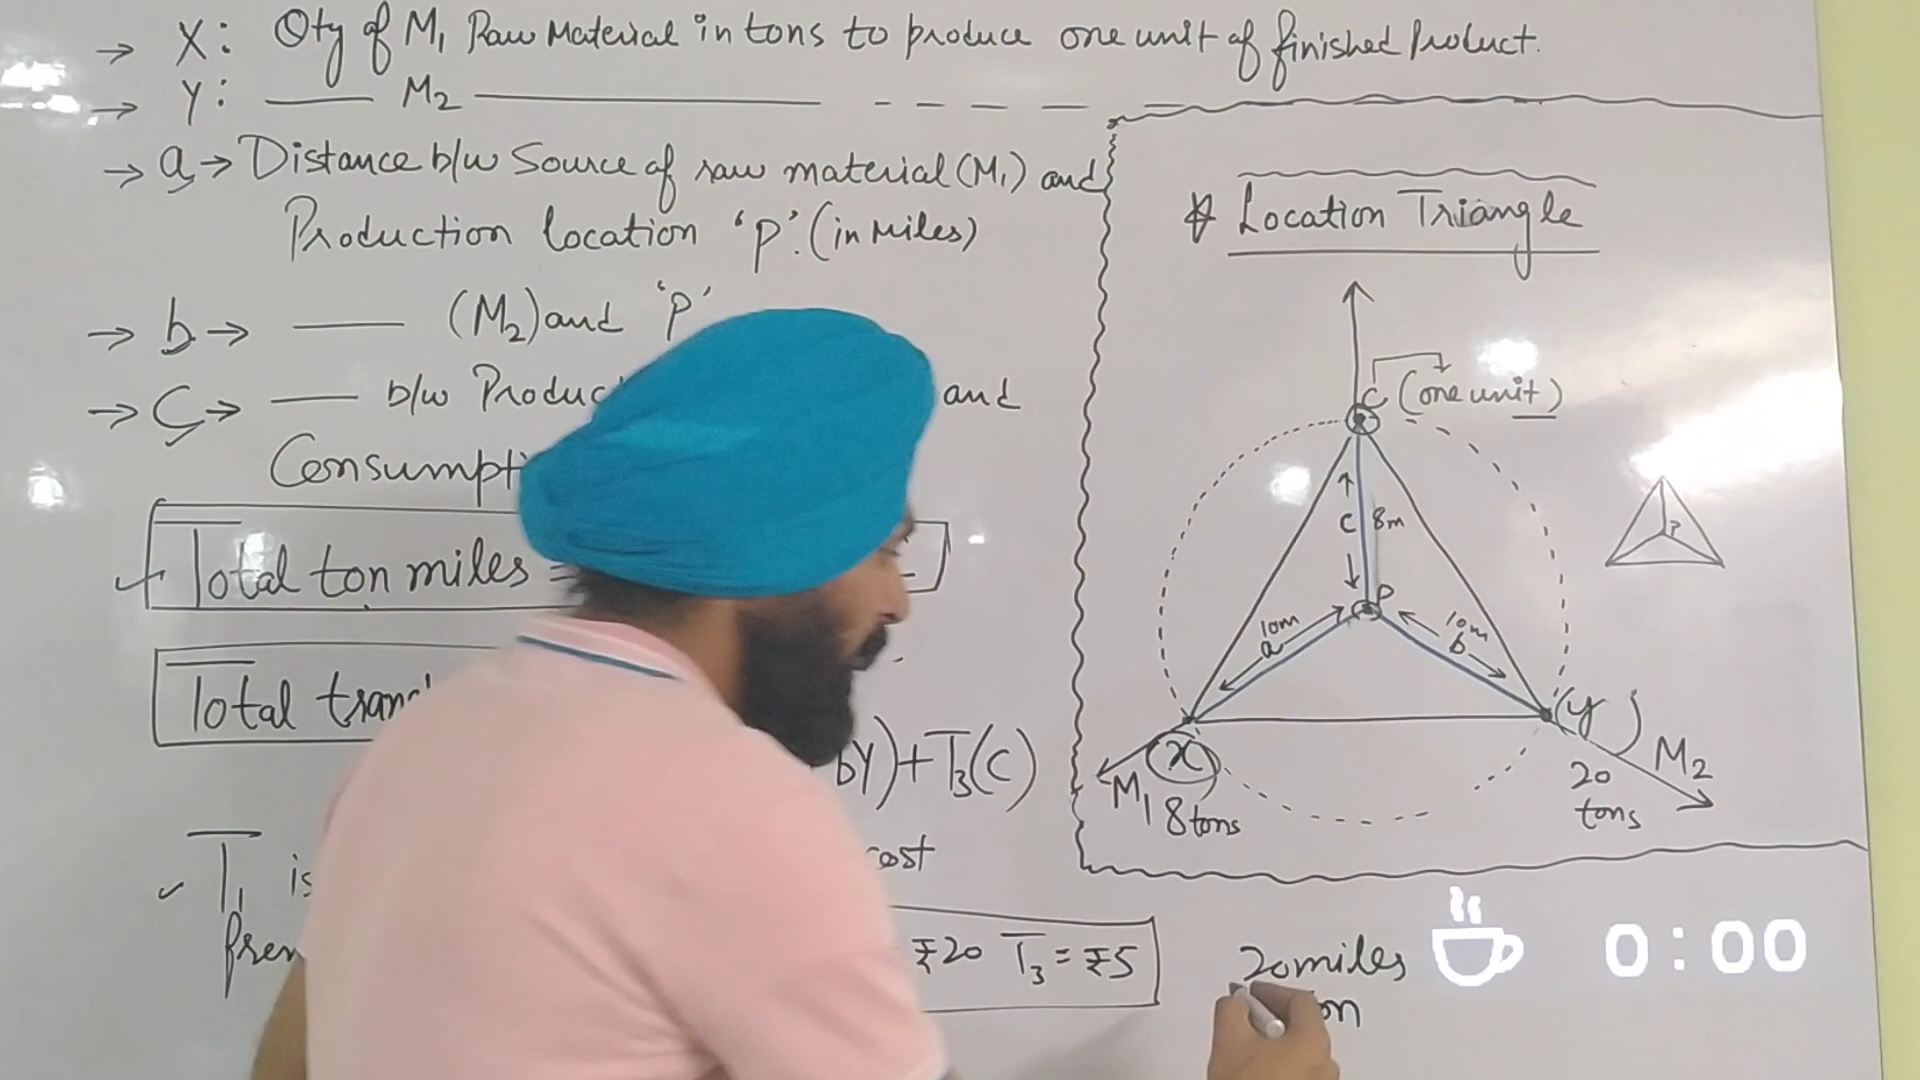 → X: Qty of M1 Raw Material in tons to produce one unit of finished Product.
→ Y: —— M2 ————— - - - -
→ a → Distance b/w Source of raw material (M1) and
Production location 'P'. (in Miles)
→ b → —— (M2) and 'P'
→ C → —— b/w Produc and
Consumpti
Total ton miles =
Total tran
bY) + T3(C)
T1 is cost
₹20 T3 = ₹5
* Location Triangle
C (one unit)
C 8m
P
10m
a
10m
b
(X)
M1 8 tons
(y)
M2
20
tons
P
20 miles
on
0:00